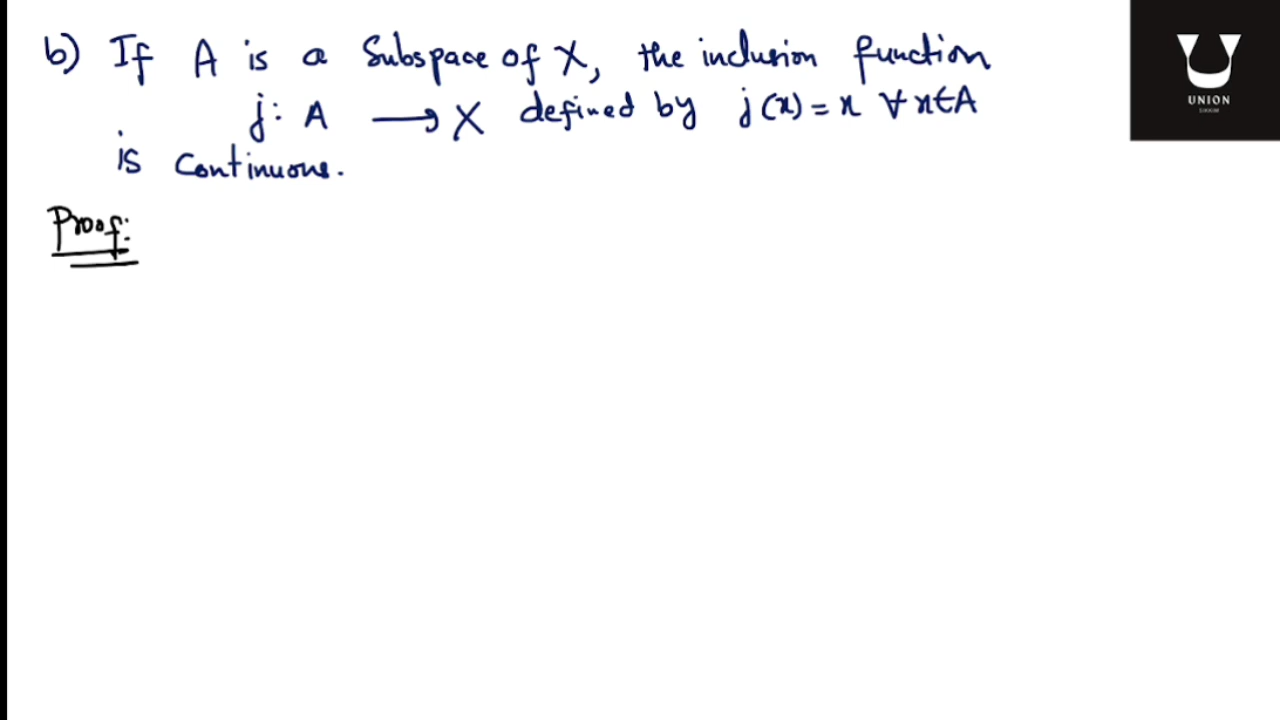 b) If A is a Subspace of X, the inclusion function
j: A → X defined by j(x) = x ∀ x ∈ A
is Continuous.
Proof:
UNION